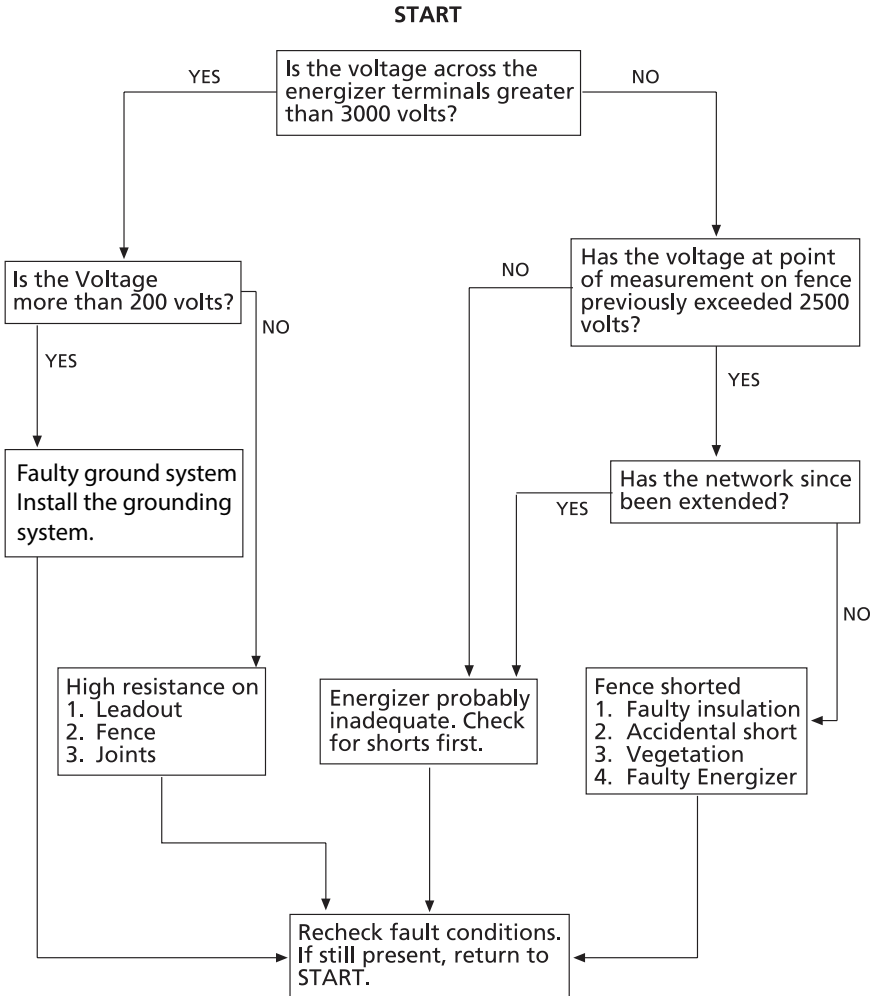 START
YES
Is the voltage across the
energizer terminals greater
than 3000 volts?
NO
Is the Voltage
more than 200 volts?
NO
YES
NO
Has the voltage at point
of measurement on fence
previously exceeded 2500
volts?
YES
Faulty ground system
Install the grounding
system.
YES
Has the network since
been extended?
NO
High resistance on
1. Leadout
2. Fence
3. Joints
Energizer probably
inadequate. Check
for shorts first.
Fence shorted
1. Faulty insulation
2. Accidental short
3. Vegetation
4. Faulty Energizer
Recheck fault conditions.
If still present, return to
START.